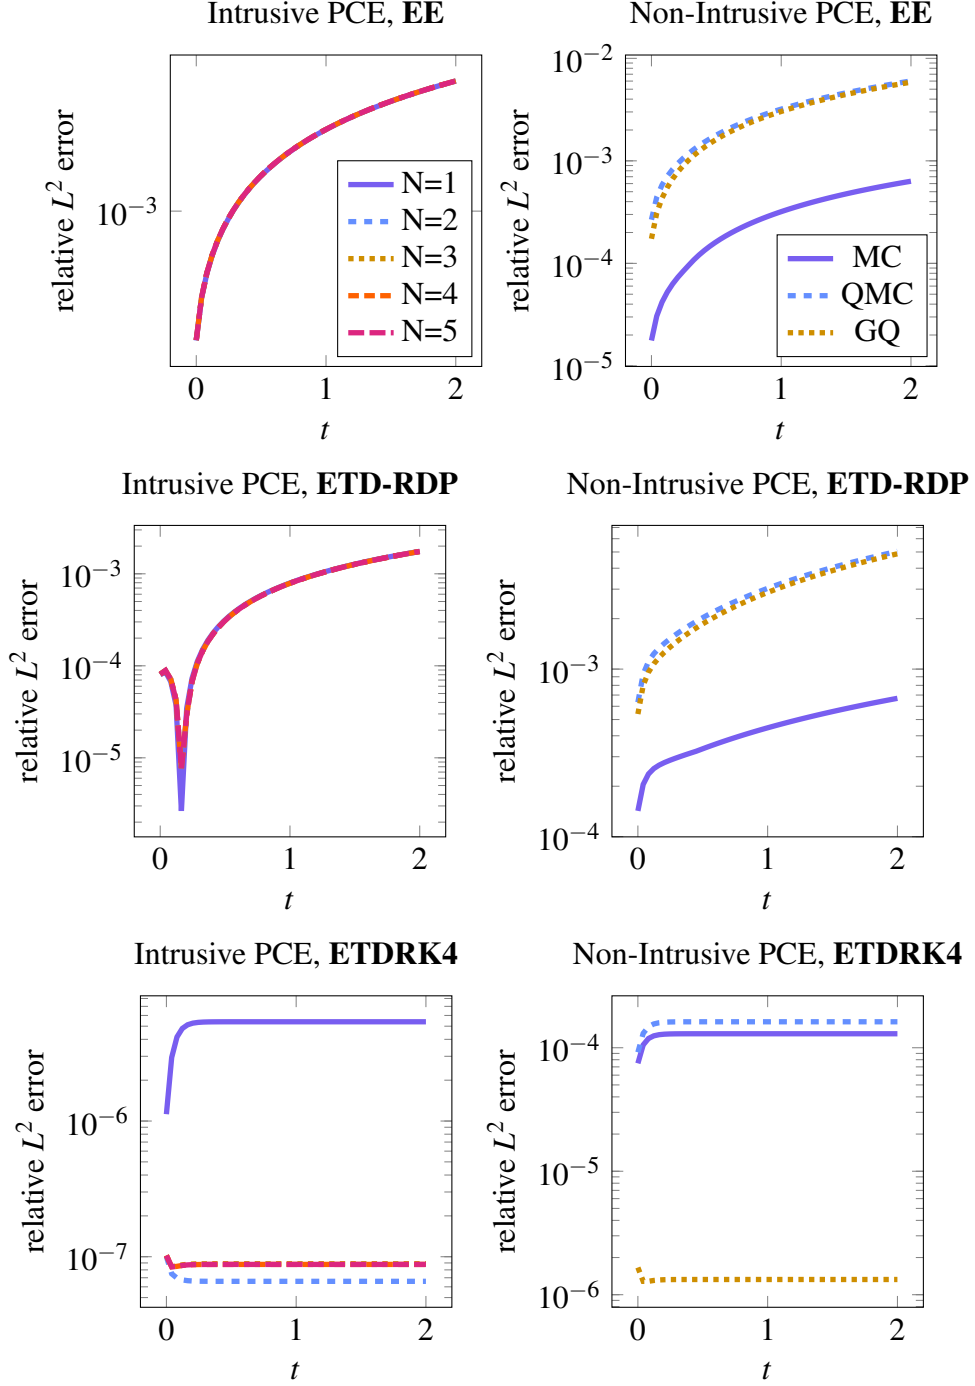 Intrusive PCE, EE
relative L² error
10⁻³
N=1
N=2
N=3
N=4
N=5
0 1 2
t
Non-Intrusive PCE, EE
relative L² error
10⁻²
10⁻³
10⁻⁴
10⁻⁵
MC
QMC
GQ
0 1 2
t
Intrusive PCE, ETD-RDP
relative L² error
10⁻³
10⁻⁴
10⁻⁵
0 1 2
t
Non-Intrusive PCE, ETD-RDP
relative L² error
10⁻³
10⁻⁴
0 1 2
t
Intrusive PCE, ETDRK4
relative L² error
10⁻⁶
10⁻⁷
0 1 2
t
Non-Intrusive PCE, ETDRK4
relative L² error
10⁻⁴
10⁻⁵
10⁻⁶
0 1 2
t